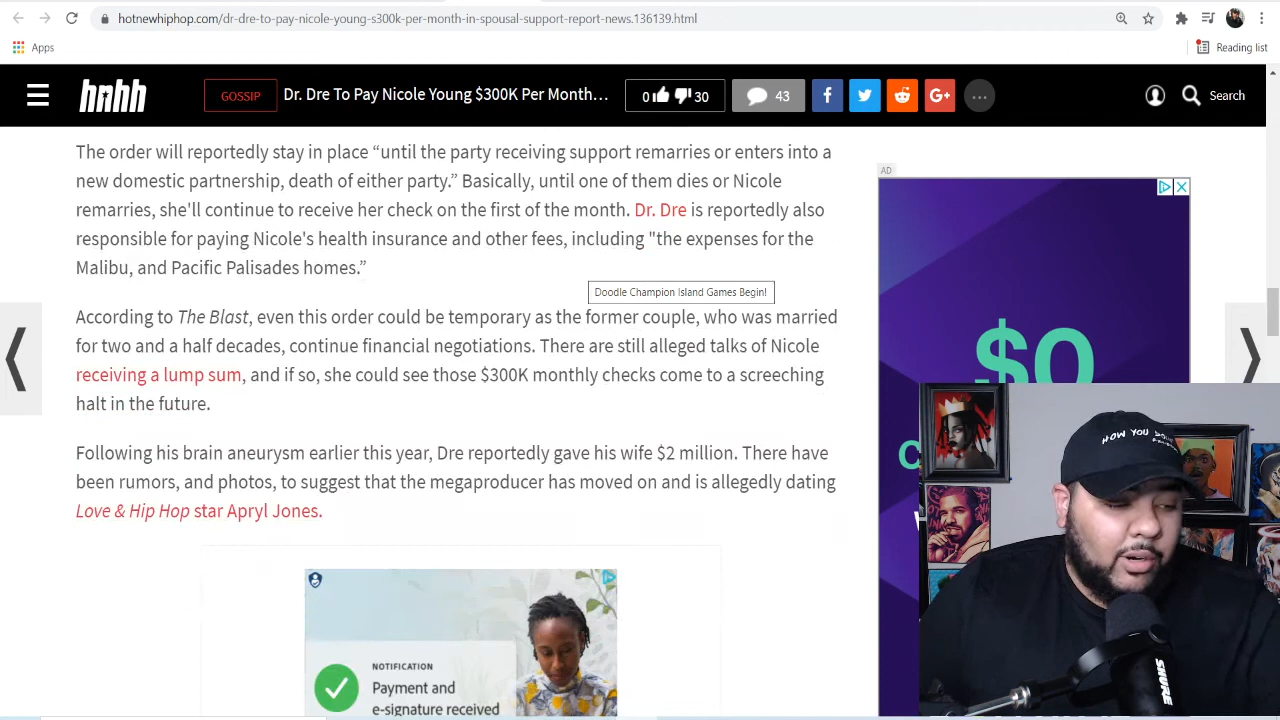 hotnewhiphop.com/dr-dre-to-pay-nicole-young-s300k-per-month-in-spousal-support-report-news.136139.html
Apps
Reading list
hnhh
GOSSIP
Dr. Dre To Pay Nicole Young $300K Per Month…
0
30
43
Search
The order will reportedly stay in place “until the party receiving support remarries or enters into a
new domestic partnership, death of either party.” Basically, until one of them dies or Nicole
remarries, she'll continue to receive her check on the first of the month. Dr. Dre is reportedly also
responsible for paying Nicole's health insurance and other fees, including "the expenses for the
Malibu, and Pacific Palisades homes.”
Doodle Champion Island Games Begin!
According to The Blast, even this order could be temporary as the former couple, who was married
for two and a half decades, continue financial negotiations. There are still alleged talks of Nicole
receiving a lump sum, and if so, she could see those $300K monthly checks come to a screeching
halt in the future.
Following his brain aneurysm earlier this year, Dre reportedly gave his wife $2 million. There have
been rumors, and photos, to suggest that the megaproducer has moved on and is allegedly dating
Love & Hip Hop star Apryl Jones.
AD
$0
NOTIFICATION
Payment and
e-signature received
HOW YOU
SHURE